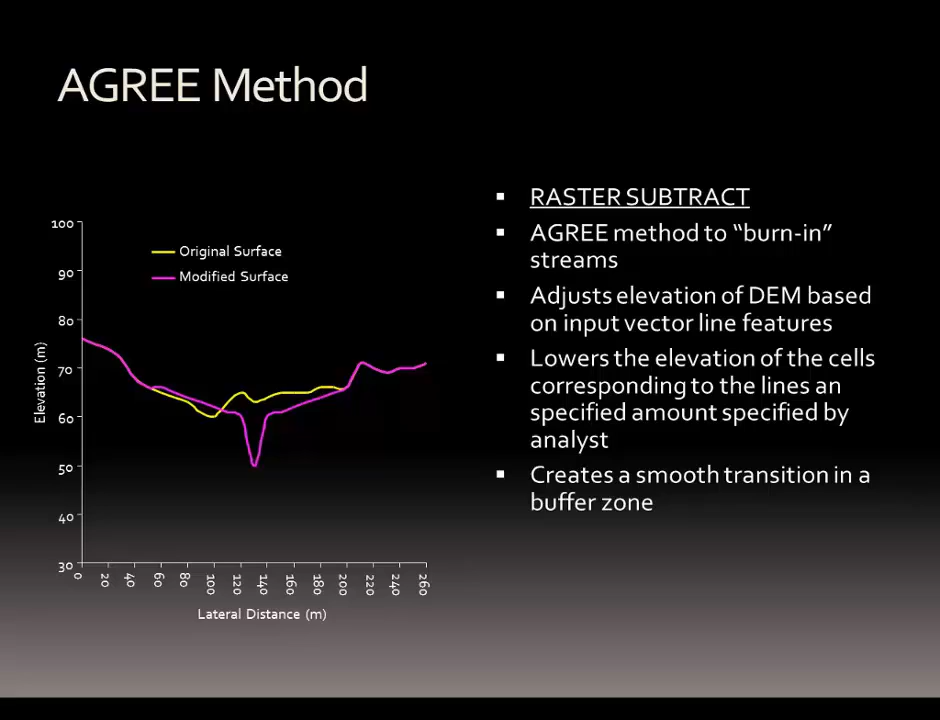 AGREE Method
100
90
80
70
60
50
40
30
Elevation (m)
Original Surface
Modified Surface
0
20
40
60
80
100
120
140
160
180
200
220
240
260
Lateral Distance (m)
▪ RASTER SUBTRACT
▪ AGREE method to “burn-in”
streams
▪ Adjusts elevation of DEM based
on input vector line features
▪ Lowers the elevation of the cells
corresponding to the lines an
specified amount specified by
analyst
▪ Creates a smooth transition in a
buffer zone